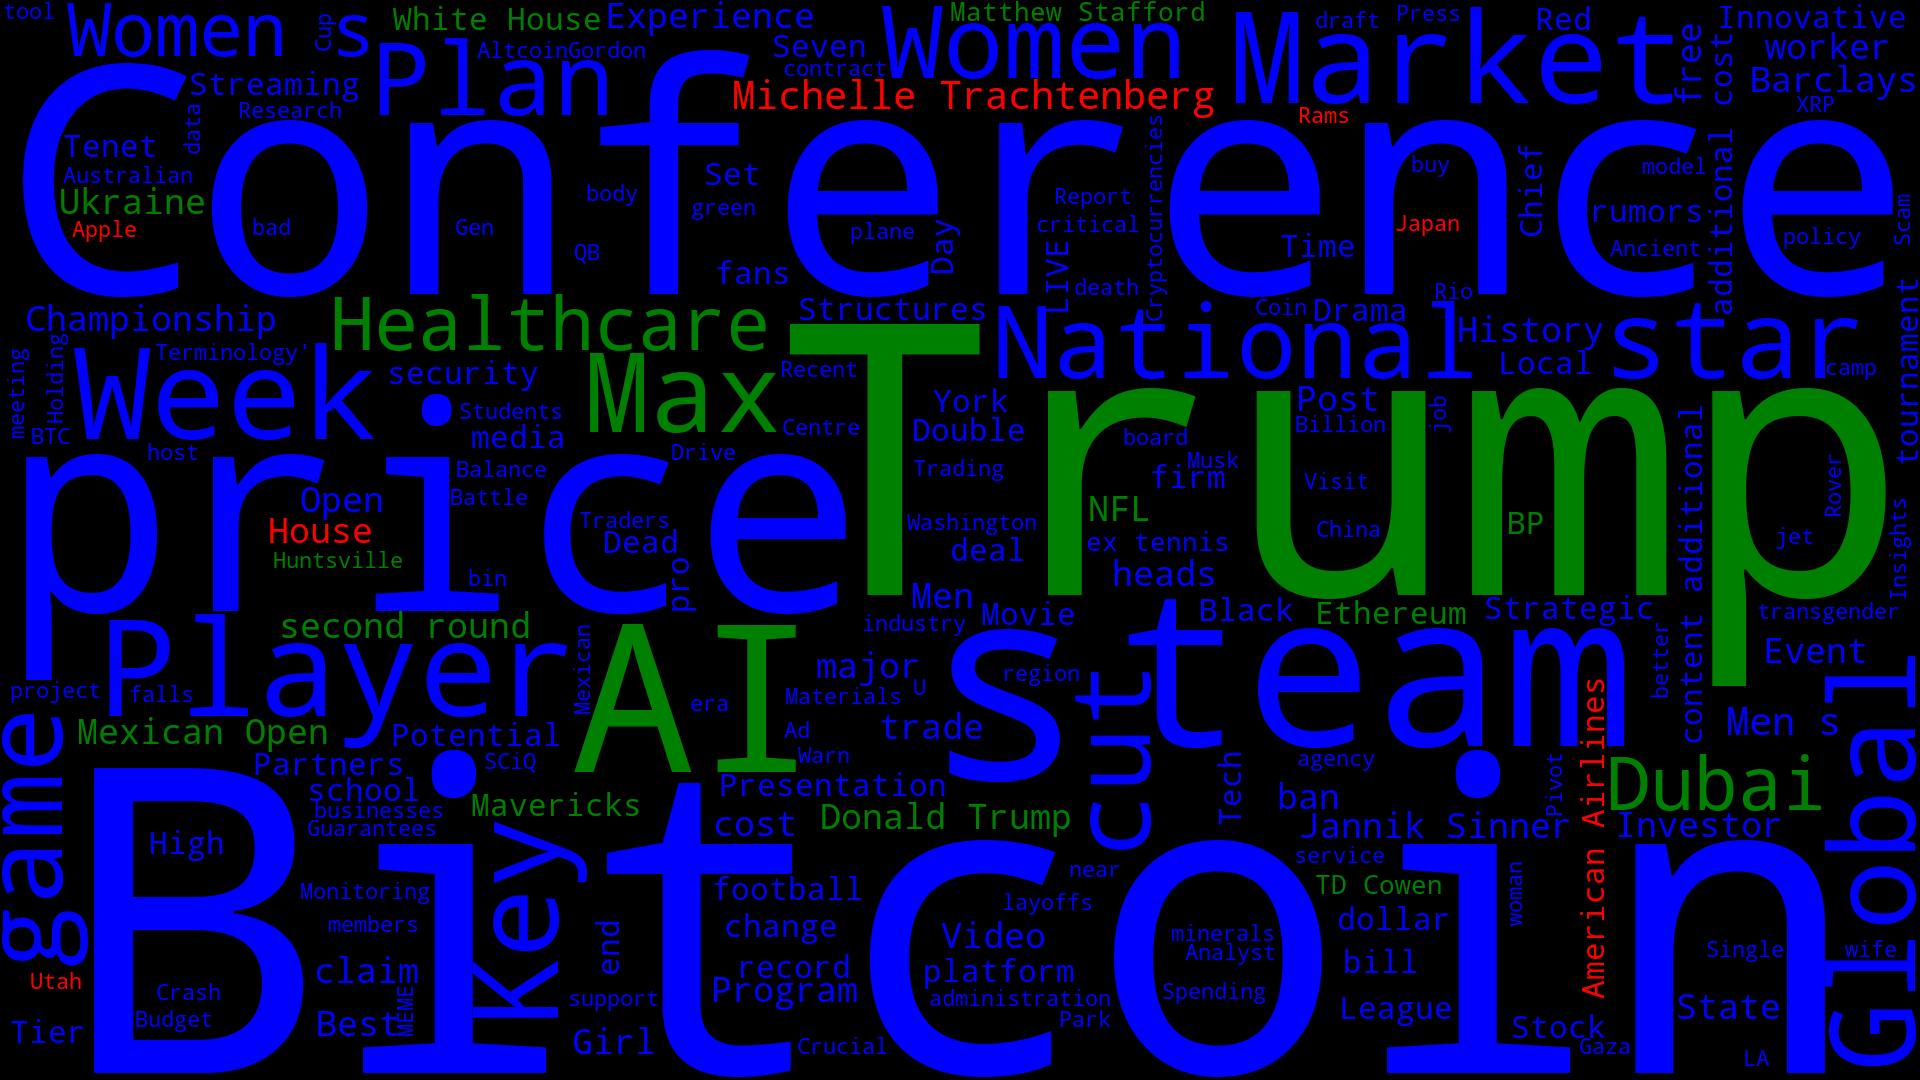 tool
Women s
Cup
White House
Experience
Matthew Stafford
draft
Press
Red
Innovative
Plan
AltcoinGordon
Seven
contract
Women
Market
free
cost
worker
Barclays
Streaming
Research
data
Michelle Trachtenberg
Rams
XRP
Conference
Tenet
Australian
Ukraine
Apple
bad
Gen
body
QB
Set
green
fans
plane
Day
Report
critical
LIVE
death
Cryptocurrencies
Time
buy
Japan
Rio
Chief
model
rumors
Ancient
additional cost
policy
Scam
Championship
Healthcare
Structures
National
Coin
Drama
History
Local
star
camp
tournament
meeting
Holding
Terminology'
Week
security
Students
media
Max
Recent
Centre
York
Double
Post
Billion
job
BTC
host
price
Balance
Battle
Drive
Trump
Trading
board
Musk
firm
Visit
Rover
Open
House
Huntsville
bin
Traders
Dead
pro
Washington
deal
NFL
ex tennis
heads
China
BP
jet
Insights
content additional
Men
Movie
industry
Black
Ethereum
Strategic
transgender
second round
Player
Mexican
AI
era
major
Materials
U
s
region
cut
team
better
Event
project
falls
Mexican Open
Potential
Ad
Warn
trade
Men s
Global
game
Partners
SCiQ
school
businesses
Guarantees
Mavericks
Presentation
cost
Donald Trump
Tech
agency
ban
Pivot
American Airlines
Dubai
Jannik Sinner
Investor
Bitcoin
High
key
Monitoring
members
claim
MEME
Best
end
support
Girl
football
change
record
Program
Crucial
near
layoffs
Video
platform
administration
Park
minerals
Analyst
Spending
service
TD Cowen
dollar
bill
League
woman
Stock
Gaza
Single
State
LA
wife
Utah
Crash
Budget
Tier